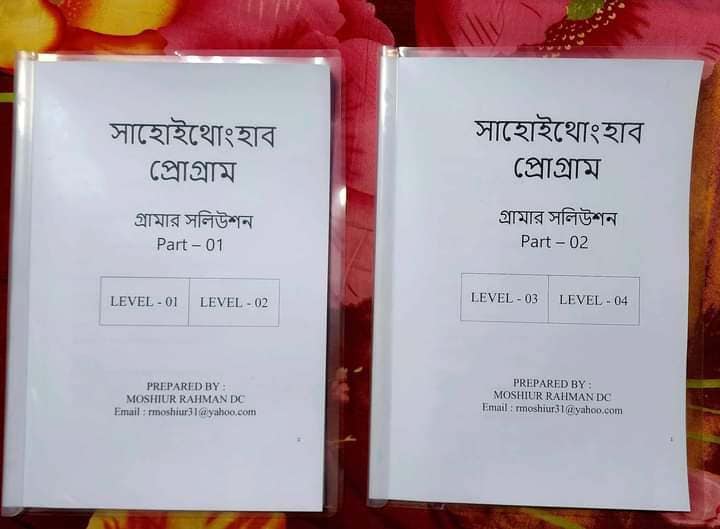 সাহোইথোংহাব
প্রোগ্রাম
গ্রামার সলিউশন
Part – 01
LEVEL - 01 LEVEL - 02
PREPARED BY :
MOSHIUR RAHMAN DC
Email : rmoshiur31@yahoo.com
সাহোইথোংহাব
প্রোগ্রাম
গ্রামার সলিউশন
Part – 02
LEVEL - 03 LEVEL - 04
PREPARED BY :
MOSHIUR RAHMAN DC
Email : rmoshiur31@yahoo.com